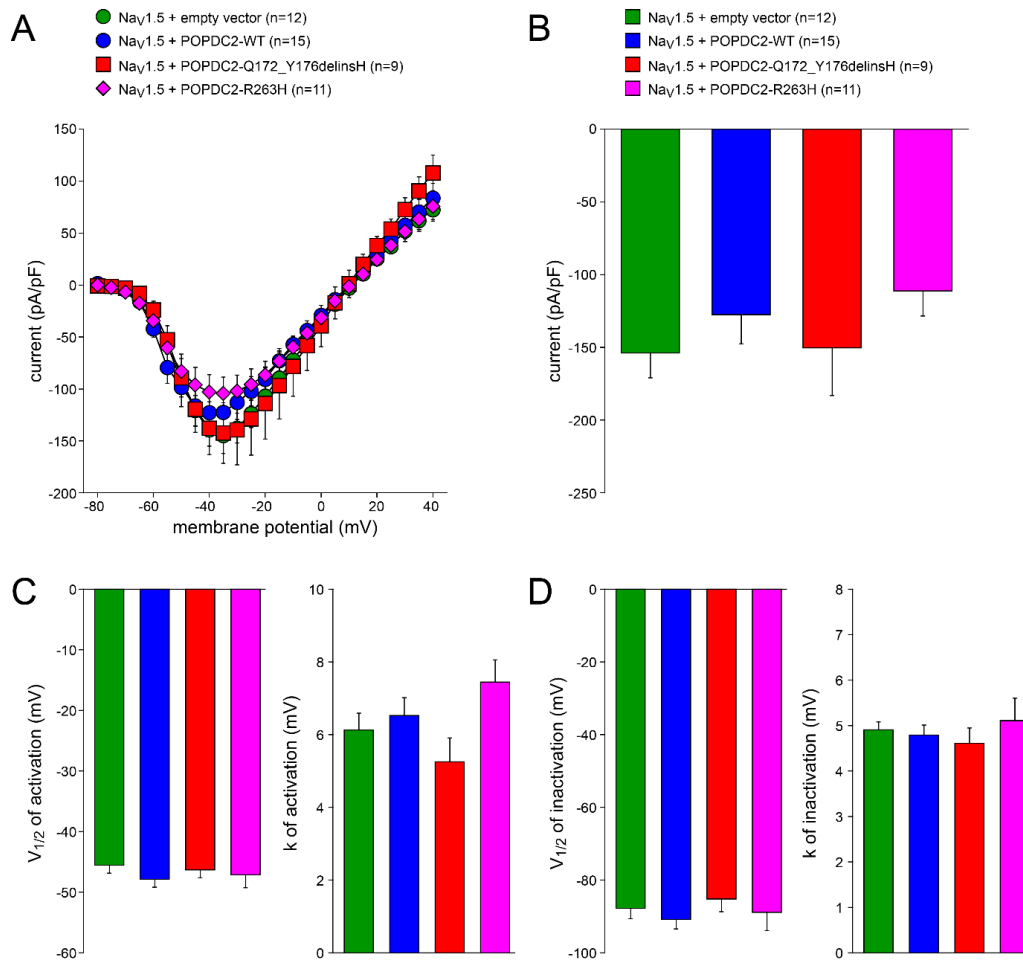 A
Nav1.5 + empty vector (n=12)
Nav1.5 + POPDC2-WT (n=15)
Nav1.5 + POPDC2-Q172_Y176delinsH (n=9)
Nav1.5 + POPDC2-R263H (n=11)
150
100
50
0
-50
-100
-150
-200
current (pA/pF)
-80
-60
-40
-20
0
20
40
membrane potential (mV)
B
Nav1.5 + empty vector (n=12)
Nav1.5 + POPDC2-WT (n=15)
Nav1.5 + POPDC2-Q172_Y176delinsH (n=9)
Nav1.5 + POPDC2-R263H (n=11)
0
-50
-100
-150
-200
-250
current (pA/pF)
C
0
-10
-20
-30
-40
-50
-60
V1/2 of activation (mV)
10
8
6
4
2
0
k of activation (mV)
D
0
-20
-40
-60
-80
-100
V1/2 of inactivation (mV)
8
7
6
5
4
3
2
1
0
k of inactivation (mV)